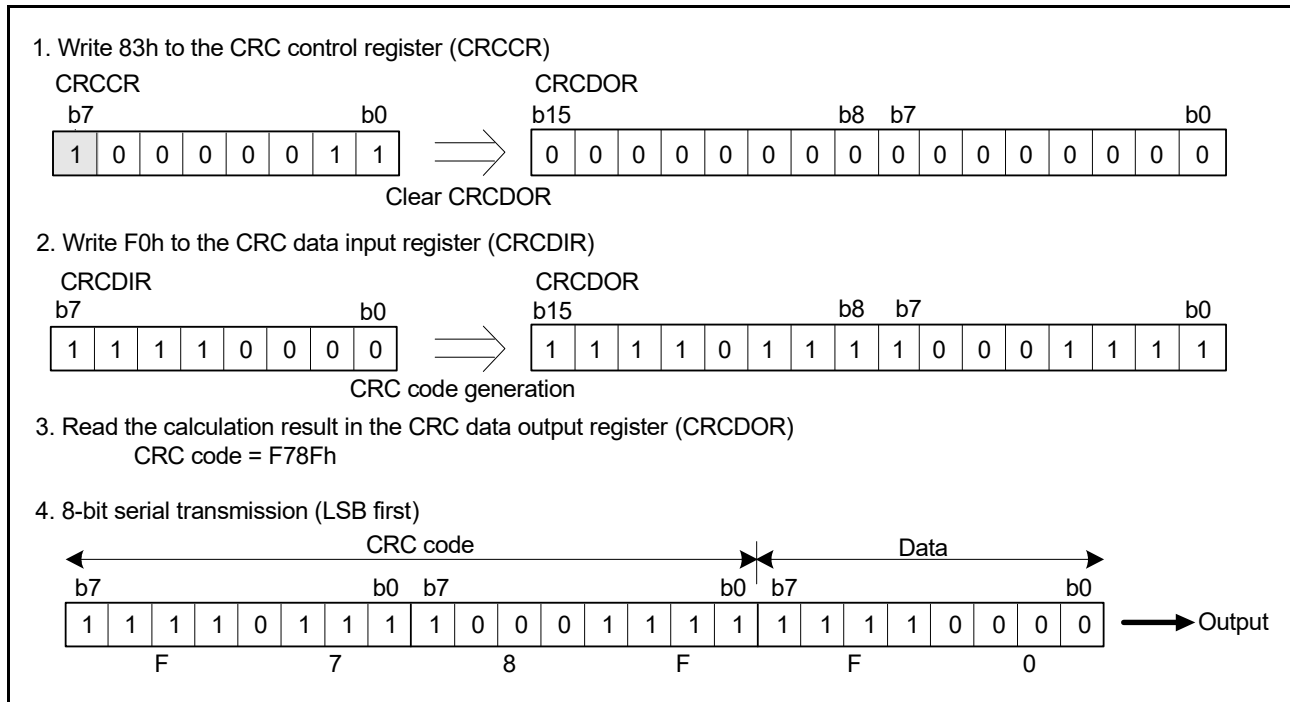 1. Write 83h to the CRC control register (CRCCR)
CRCCR CRCDOR
b7 b0 b15 b8 b7 b0
1 0 0 0 0 0 1 1 0 0 0 0 0 0 0 0 0 0 0 0 0 0 0 0
Clear CRCDOR
2. Write F0h to the CRC data input register (CRCDIR)
CRCDIR CRCDOR
b7 b0 b15 b8 b7 b0
1 1 1 1 0 0 0 0 1 1 1 1 0 1 1 1 1 0 0 0 1 1 1 1
CRC code generation
3. Read the calculation result in the CRC data output register (CRCDOR)
CRC code = F78Fh
4. 8-bit serial transmission (LSB first)
CRC code Data
b7 b0 b7 b0 b7 b0
1 1 1 1 0 1 1 1 1 0 0 0 1 1 1 1 1 1 1 1 0 0 0 0 Output
F 7 8 F F 0